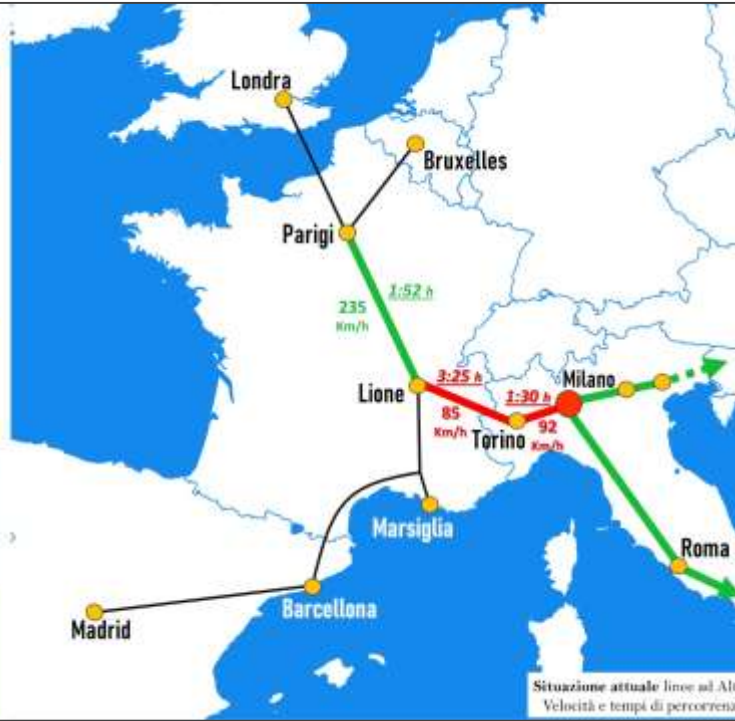 Londra
Bruxelles
Parigi
1:52 h
235
Km/h
Lione
3:25 h
85
Km/h
Torino
1:30 h
92
Km/h
Milano
Marsiglia
Roma
Barcellona
Madrid
Situazione attuale linee ad Alt
Velocità e tempi di percorrenza